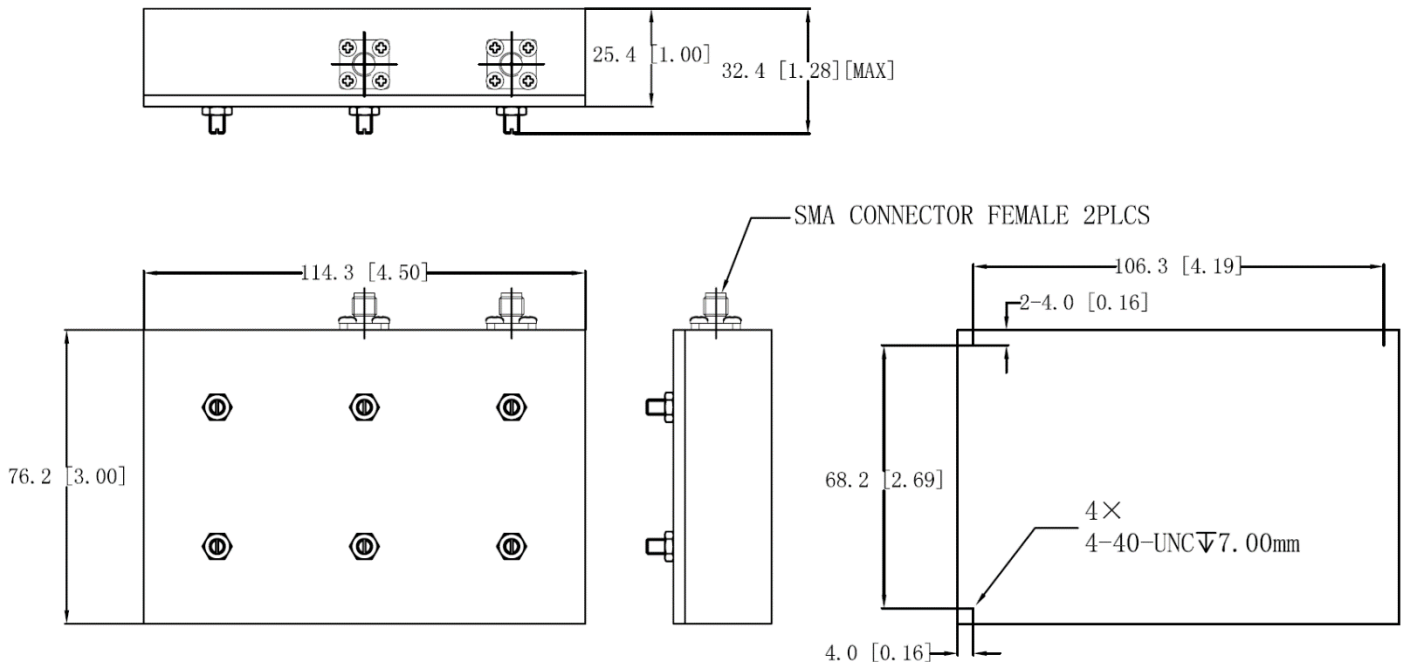 25.4 [1.00]
32.4 [1.28][MAX]
SMA CONNECTOR FEMALE 2PLCS
114.3 [4.50]
106.3 [4.19]
2-4.0 [0.16]
76.2 [3.00]
68.2 [2.69]
4×
4-40-UNC↧7.00mm
4.0 [0.16]